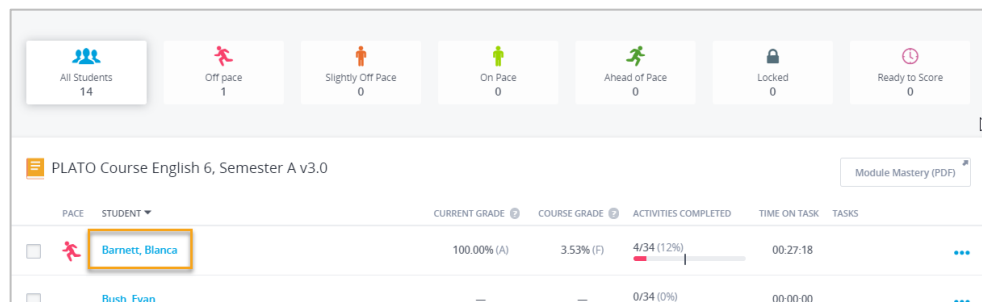 All Students
14
Off pace
1
Slightly Off Pace
0
On Pace
0
Ahead of Pace
0
Locked
0
Ready to Score
0
PLATO Course English 6, Semester A v3.0
Module Mastery (PDF)
PACE STUDENT CURRENT GRADE ? COURSE GRADE ? ACTIVITIES COMPLETED TIME ON TASK TASKS
Barnett, Blanca 100.00% (A) 3.53% (F) 4/34 (12%) 00:27:18
Bush, Evan — — 0/34 (0%) 00:00:00